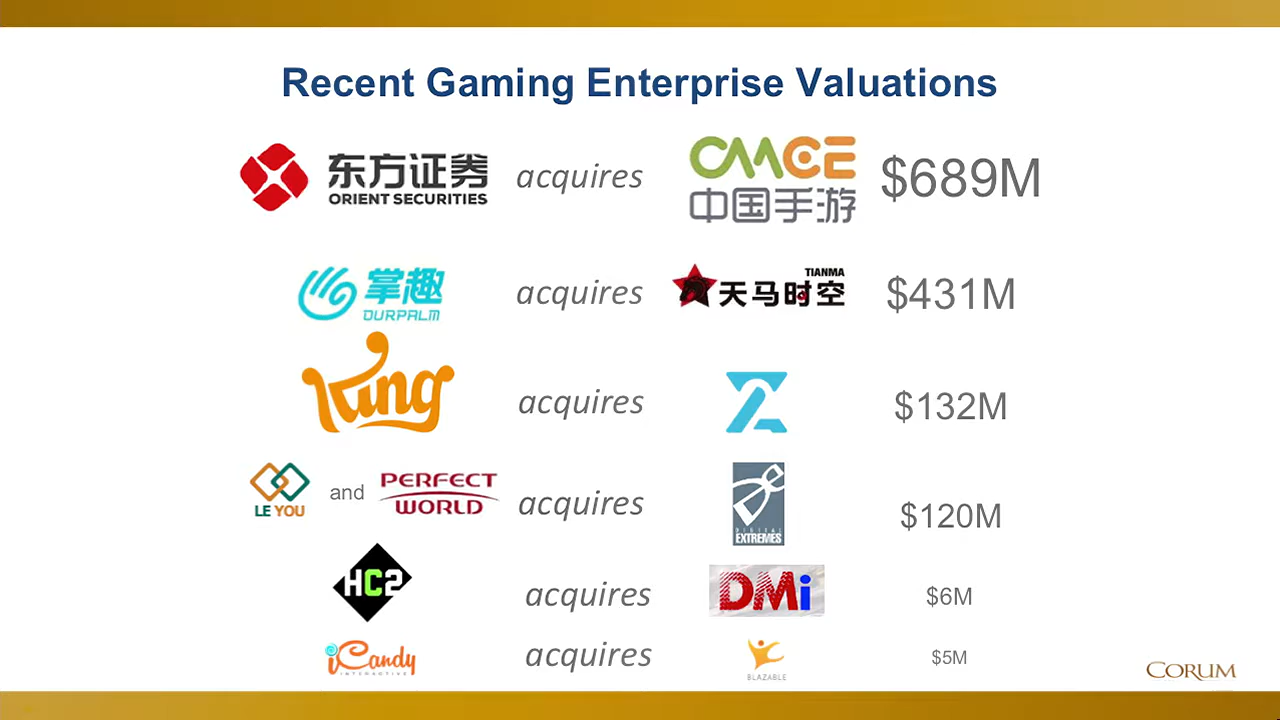 Recent Gaming Enterprise Valuations
东方证券
ORIENT SECURITIES
acquires
CMGE
中国手游
$689M
掌趣
OURPALM
acquires
TIANMA
天马时空
$431M
King
acquires
$132M
LE YOU
and
PERFECT
WORLD
acquires
DIGITAL
EXTREMES
$120M
HC2
acquires
DMi
$6M
iCandy
INTERACTIVE
acquires
BLAZABLE
$5M
CORUM